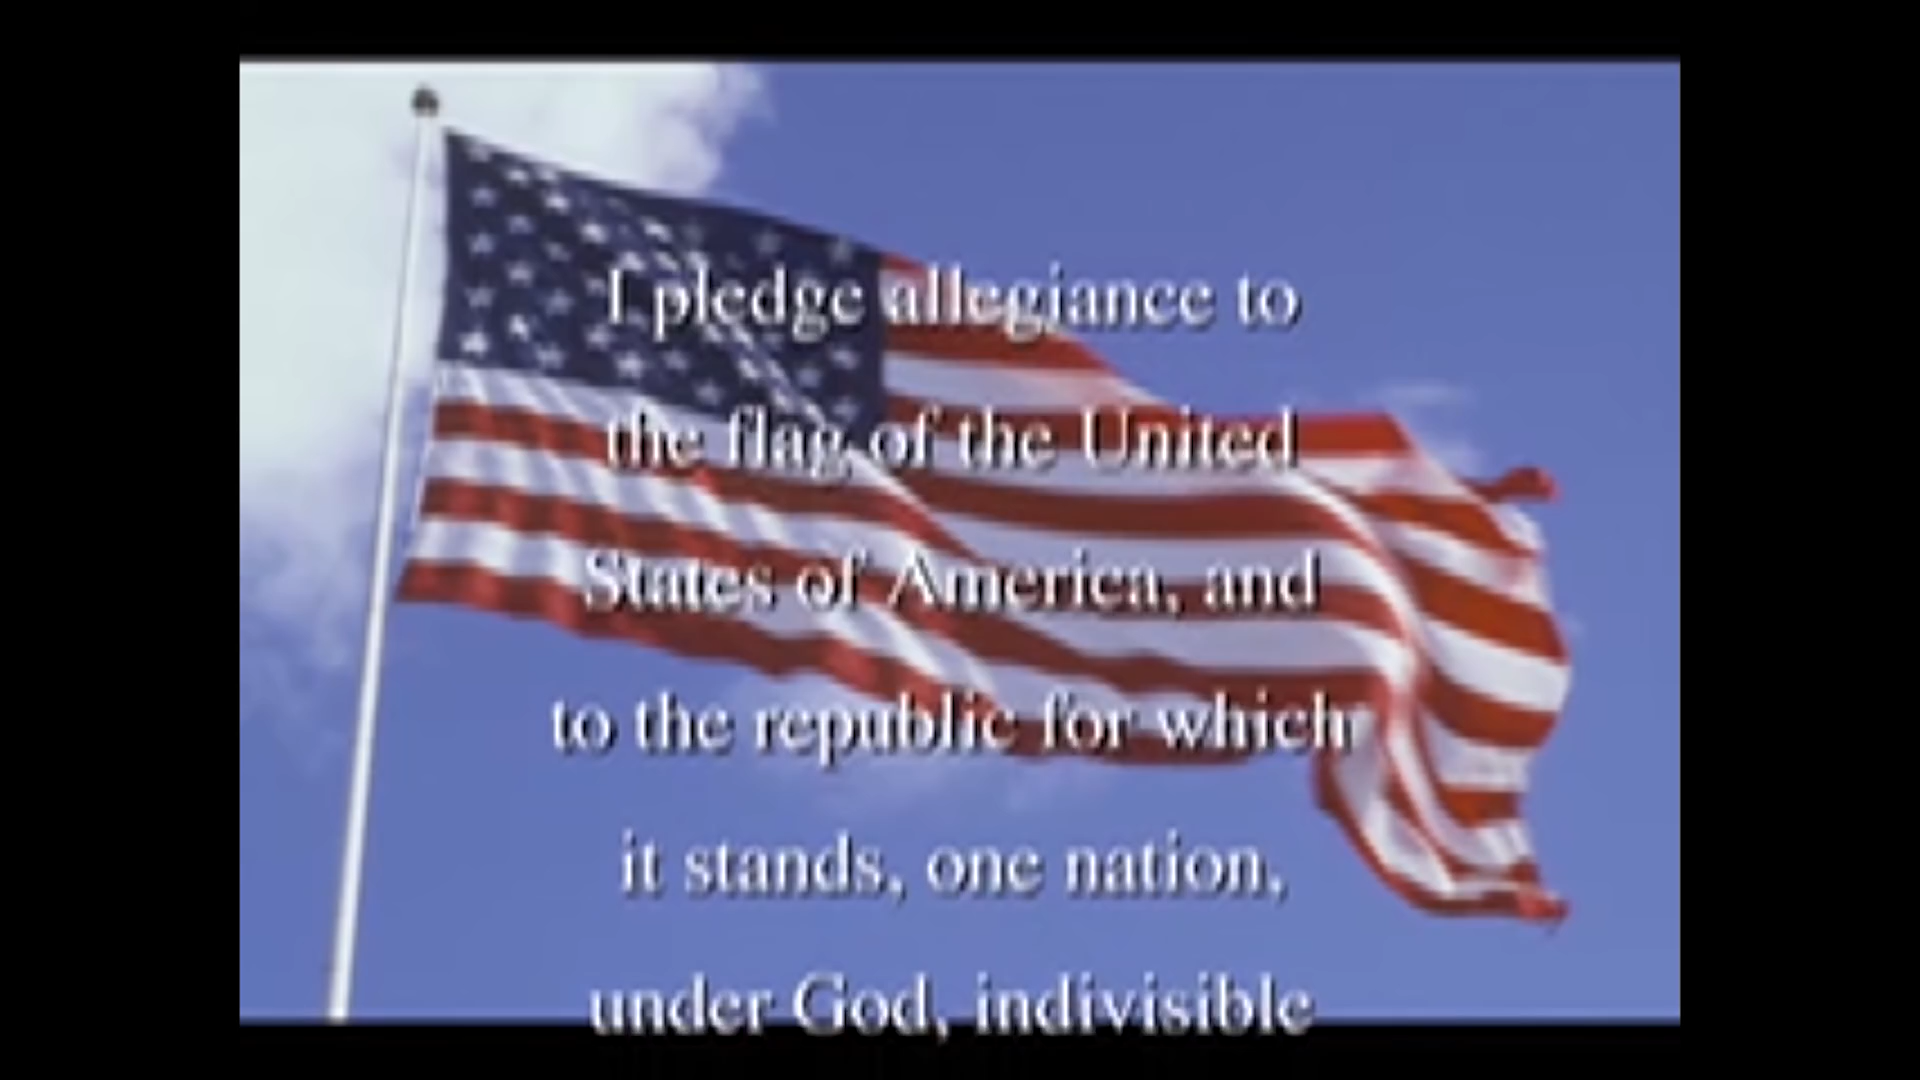 I pledge allegiance to
the flag of the United
States of America, and
to the republic for which
it stands, one nation,
under God, indivisible